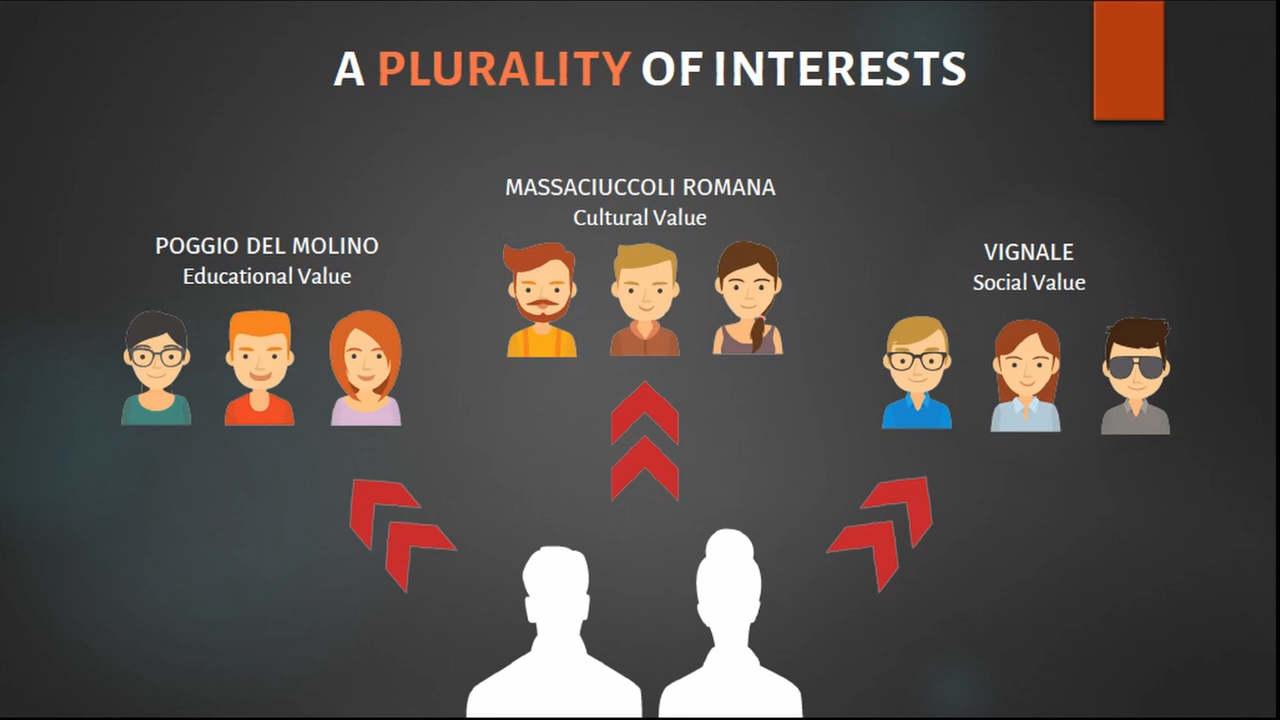 A PLURALITY OF INTERESTS
POGGIO DEL MOLINO
Educational Value
MASSACIUCCOLI ROMANA
Cultural Value
VIGNALE
Social Value